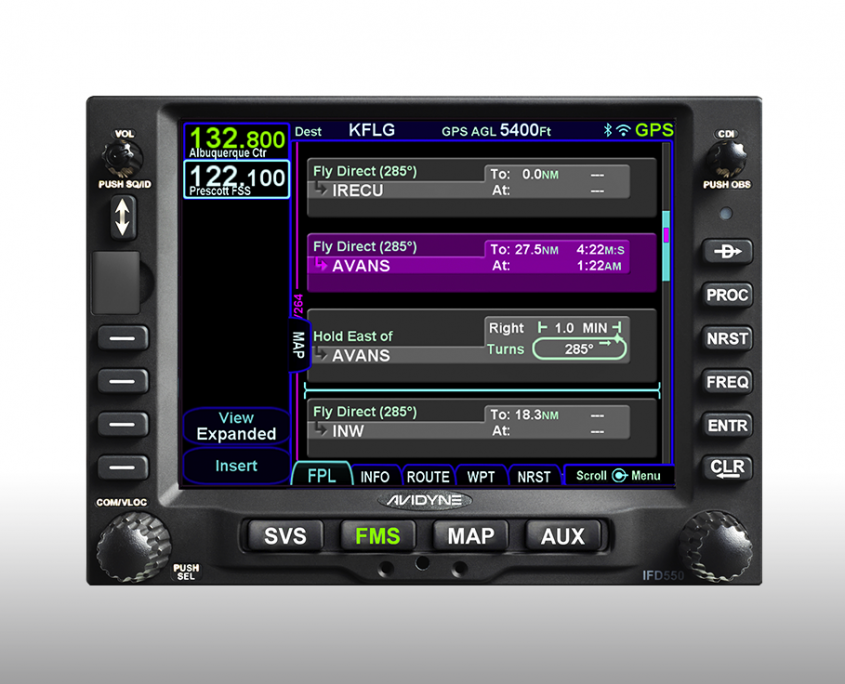 VOL
PUSH SQ/ID
132.800
Albuquerque Ctr
122.100
Prescott FSS
Dest KFLG GPS AGL 5400FT GPS
Fly Direct (285°)
IRECU
To: 0.0NM ---
At: ---
Fly Direct (285°)
AVANS
To: 27.5NM 4:22M:S
At: 1:22AM
Hold East of
AVANS
Right 1.0 MIN
Turns 285°
Fly Direct (285°)
INW
To: 18.3NM ---
At: ---
V264
MAP
View
Expanded
Insert
FPL INFO ROUTE WPT NRST Scroll Menu
CDI
PUSH OBS
D
PROC
NRST
FREQ
ENTR
CLR
COM/VLOC
PUSH
SEL
AVIDYNE
SVS FMS MAP AUX
IFD550